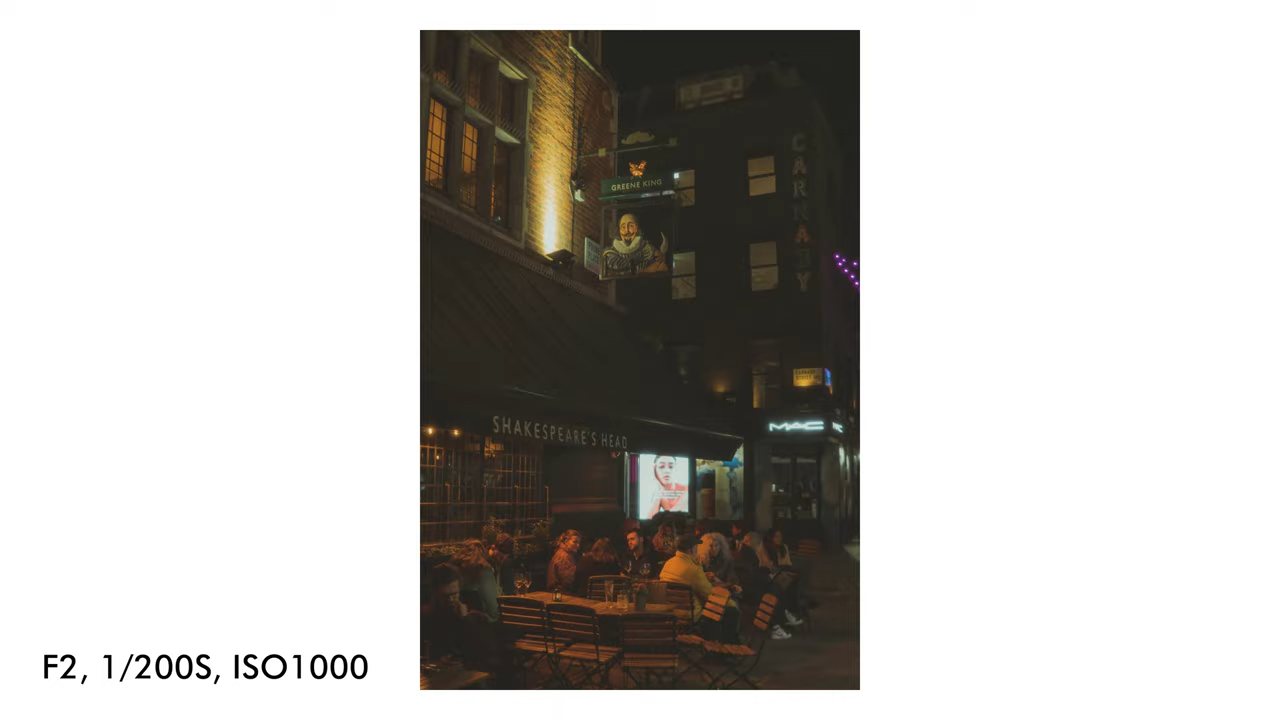 GREENE KING
CARNABY
MAC
SHAKESPEARE'S HEAD
F2, 1/200S, ISO1000